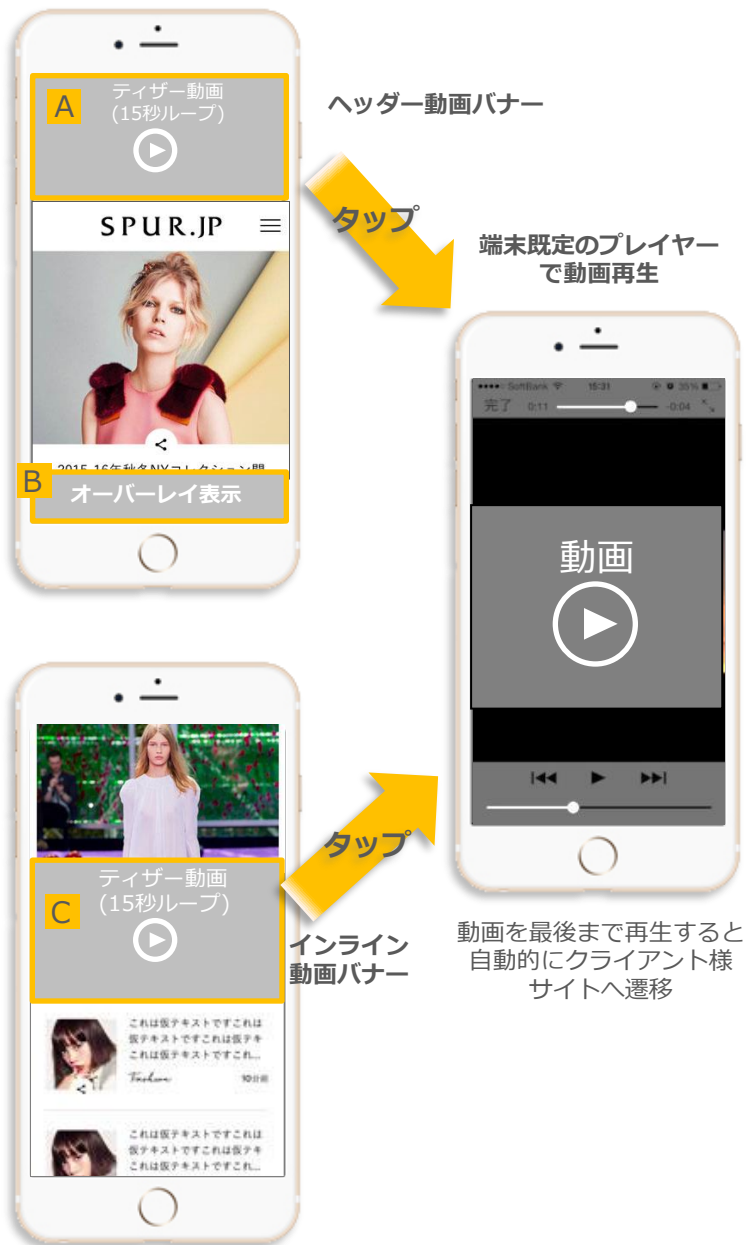 A
ティザー動画
(15秒ループ)
ヘッダー動画バナー
SPUR.JP
タップ
2015-16年秋冬NYコレクション開
B
オーバーレイ表示
端末既定のプレイヤー
で動画再生
SoftBank 15:31 35%
完了 0:11 -0:04
動画
C
ティザー動画
(15秒ループ)
タップ
インライン
動画バナー
これは仮テキストですこれは
仮テキストですこれは仮テキ
これは仮テキストですこれ...
Fashion 10分前
これは仮テキストですこれは
仮テキストですこれは仮テキ
これは仮テキストですこれ...
動画を最後まで再生すると
自動的にクライアント様
サイトへ遷移